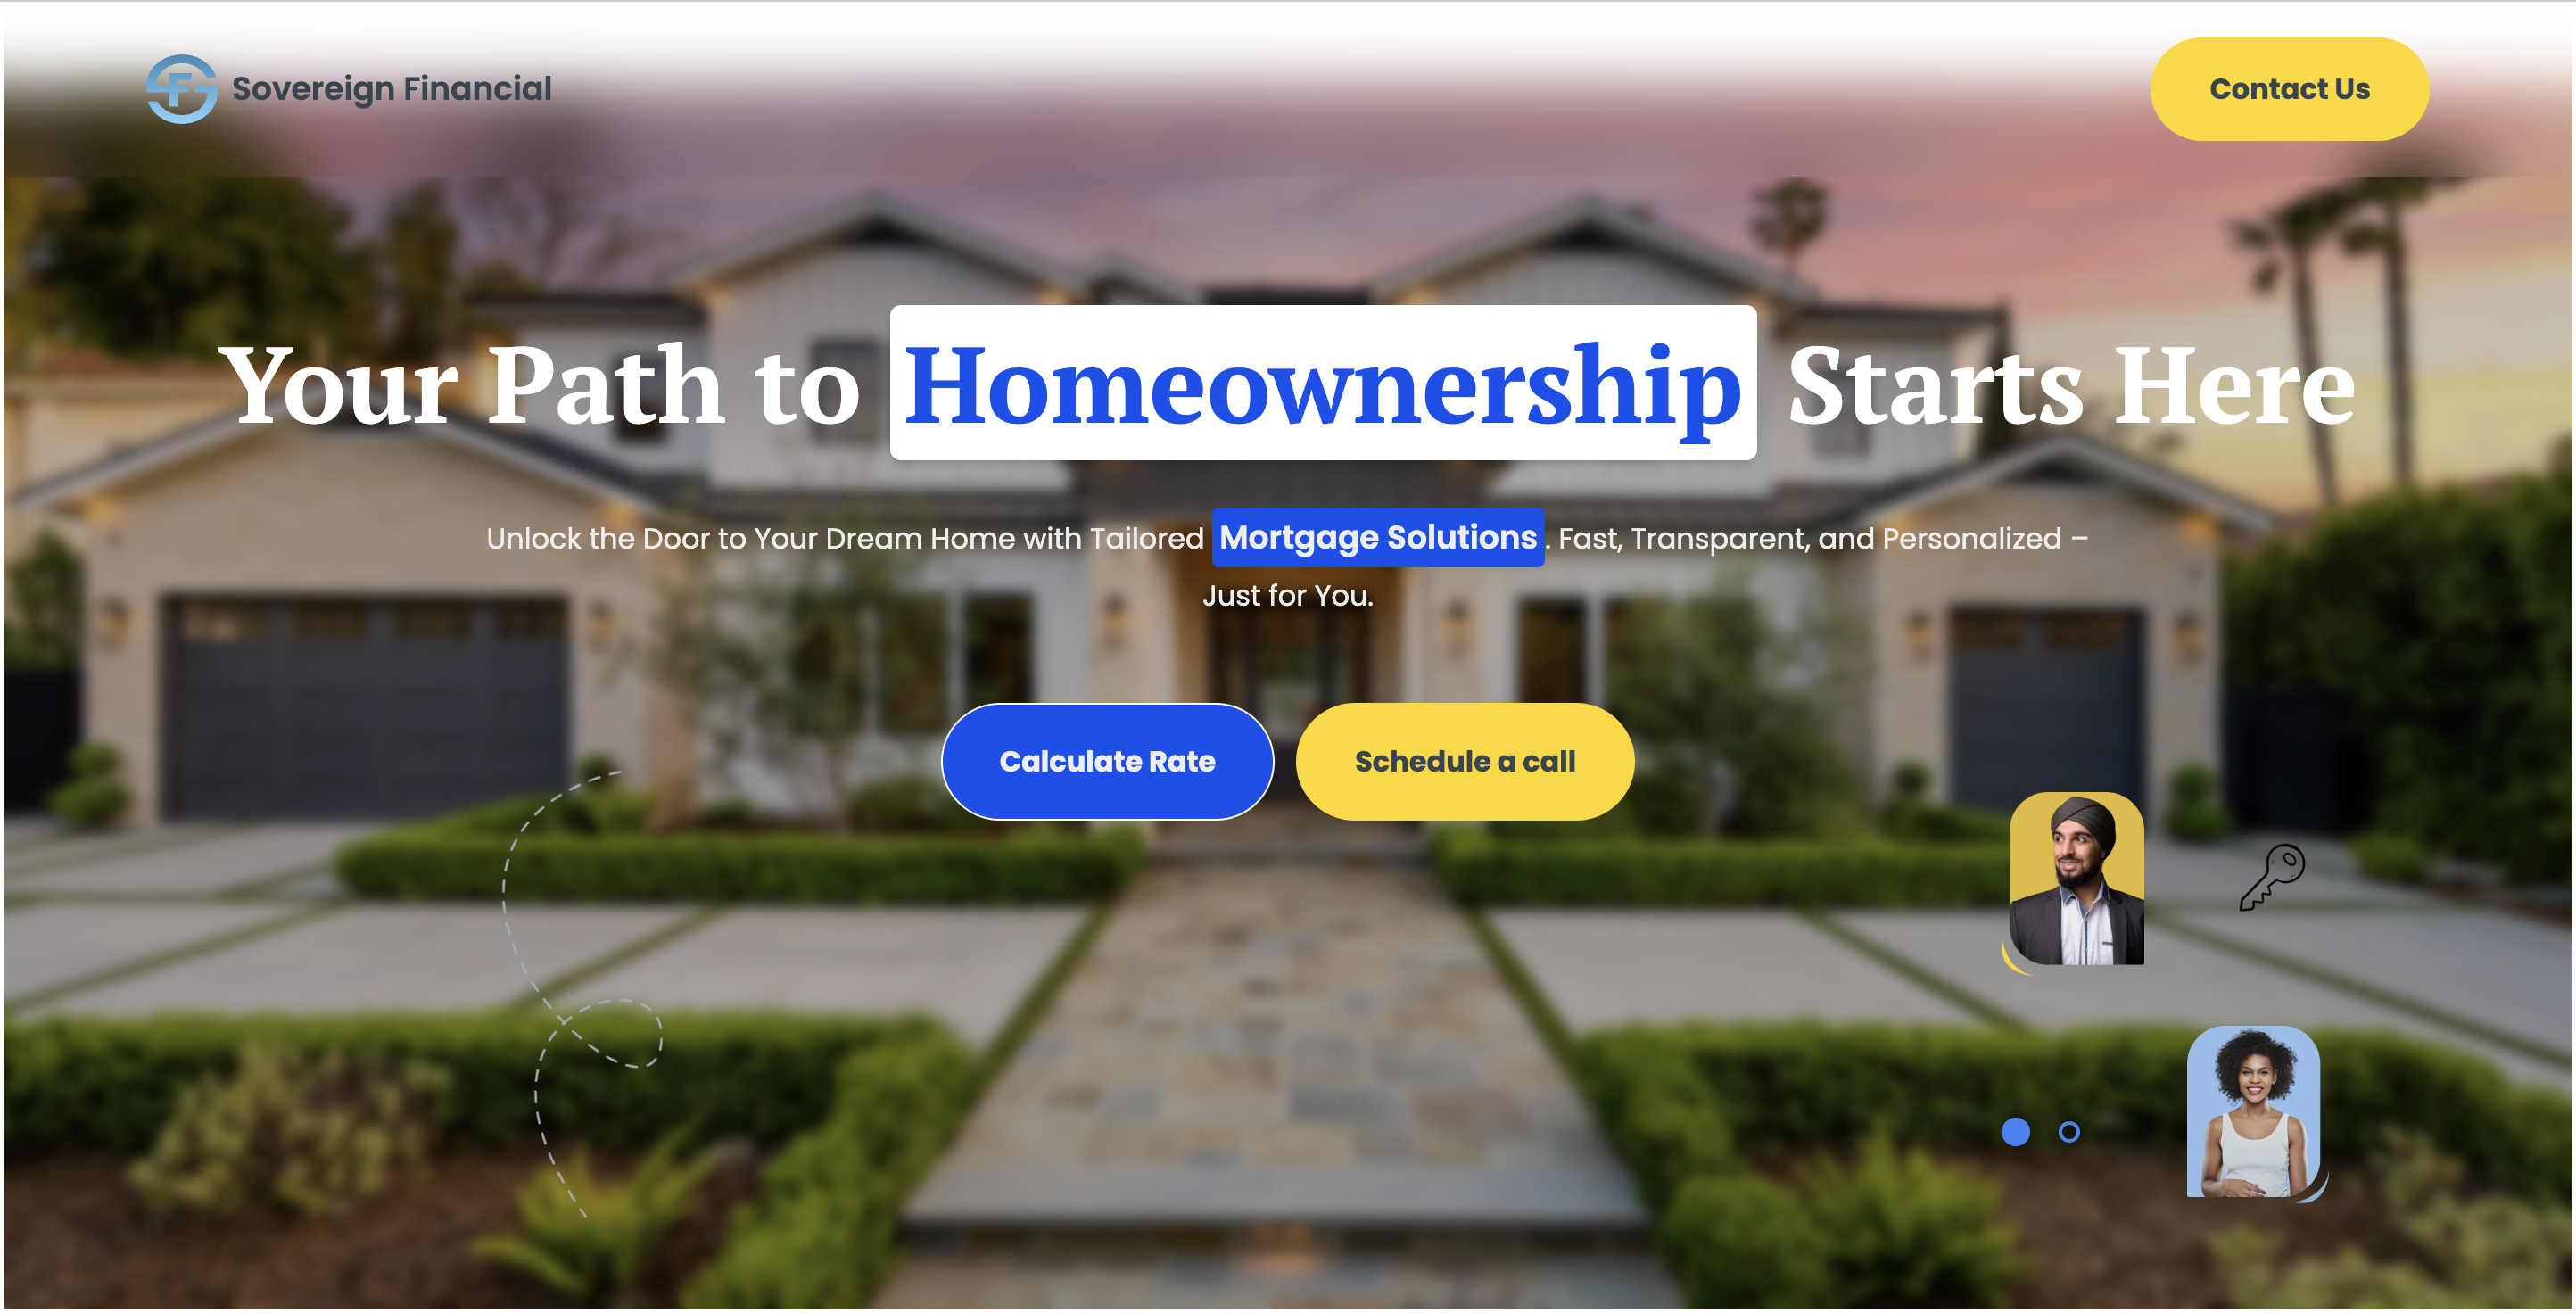 Sovereign Financial
Contact Us
Your Path to Homeownership Starts Here
Unlock the Door to Your Dream Home with Tailored Mortgage Solutions. Fast, Transparent, and Personalized –
Just for You.
Calculate Rate
Schedule a call